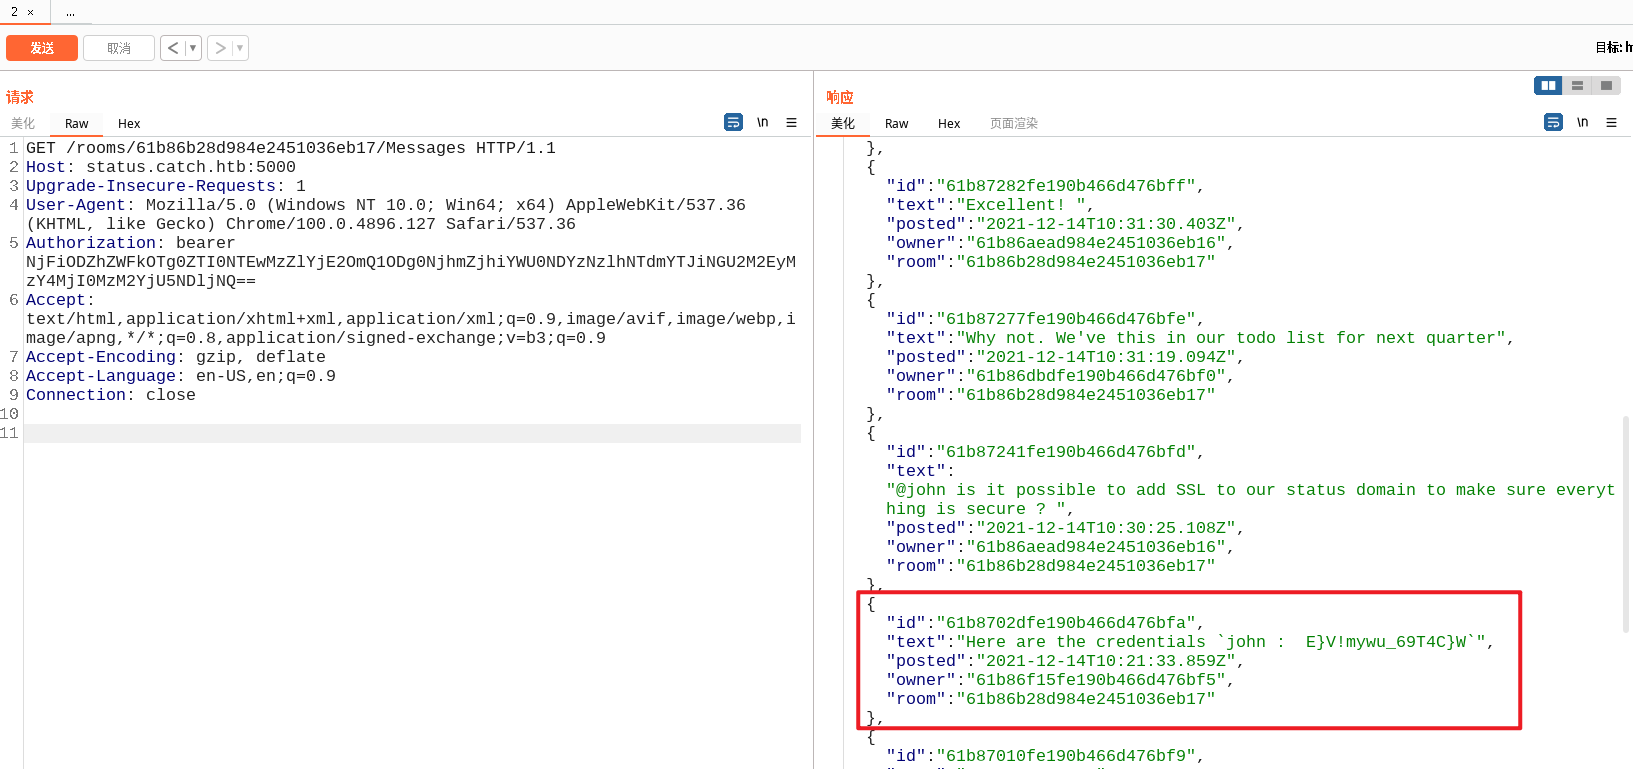 2 × ...
发送 取消 < ▼ > ▼ 目标: h
请求
美化 Raw Hex \n ≡
1 GET /rooms/61b86b28d984e2451036eb17/Messages HTTP/1.1
2 Host: status.catch.htb:5000
3 Upgrade-Insecure-Requests: 1
4 User-Agent: Mozilla/5.0 (Windows NT 10.0; Win64; x64) AppleWebKit/537.36
(KHTML, like Gecko) Chrome/100.0.4896.127 Safari/537.36
5 Authorization: bearer
NjFiODZhZWFkOTg0ZTI0NTEwMzZlYjE2OmQ1ODg0NjhmZjhiYWU0NDYzNzlhNTdmYTJiNGU2M2EyM
zY4MjI0MzM2YjU5NDljNQ==
6 Accept:
text/html,application/xhtml+xml,application/xml;q=0.9,image/avif,image/webp,i
mage/apng,*/*;q=0.8,application/signed-exchange;v=b3;q=0.9
7 Accept-Encoding: gzip, deflate
8 Accept-Language: en-US,en;q=0.9
9 Connection: close
10
11
响应
美化 Raw Hex 页面渲染 \n ≡
},
{
"id":"61b87282fe190b466d476bff",
"text":"Excellent! ",
"posted":"2021-12-14T10:31:30.403Z",
"owner":"61b86aead984e2451036eb16",
"room":"61b86b28d984e2451036eb17"
},
{
"id":"61b87277fe190b466d476bfe",
"text":"Why not. We've this in our todo list for next quarter",
"posted":"2021-12-14T10:31:19.094Z",
"owner":"61b86dbdfe190b466d476bf0",
"room":"61b86b28d984e2451036eb17"
},
{
"id":"61b87241fe190b466d476bfd",
"text":
"@john is it possible to add SSL to our status domain to make sure everyt
hing is secure ? ",
"posted":"2021-12-14T10:30:25.108Z",
"owner":"61b86aead984e2451036eb16",
"room":"61b86b28d984e2451036eb17"
},
{
"id":"61b8702dfe190b466d476bfa",
"text":"Here are the credentials `john :  E}V!mywu_69T4C}W`",
"posted":"2021-12-14T10:21:33.859Z",
"owner":"61b86f15fe190b466d476bf5",
"room":"61b86b28d984e2451036eb17"
},
{
"id":"61b87010fe190b466d476bf9",